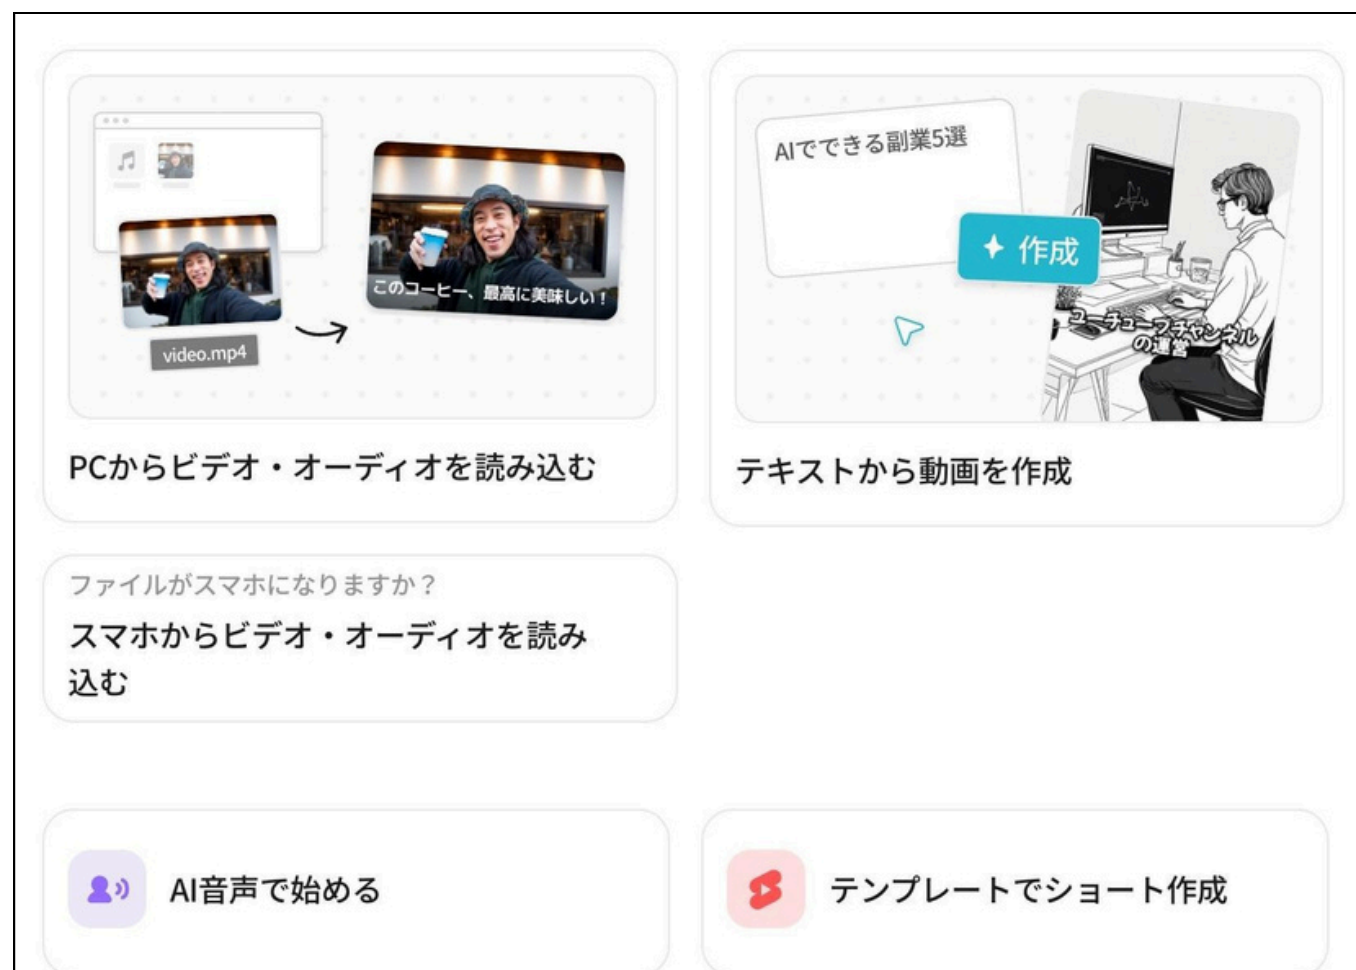 このコーヒー、最高に美味しい！
video.mp4
PCからビデオ・オーディオを読み込む
AIでできる副業5選
作成
ユーチューブチャンネル
の運営
テキストから動画を作成
ファイルがスマホになりますか？
スマホからビデオ・オーディオを読み
込む
AI音声で始める
テンプレートでショート作成